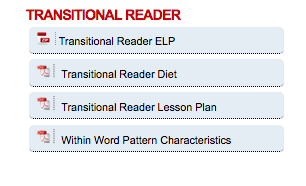 TRANSITIONAL READER
Transitional Reader ELP
Transitional Reader Diet
Transitional Reader Lesson Plan
Within Word Pattern Characteristics